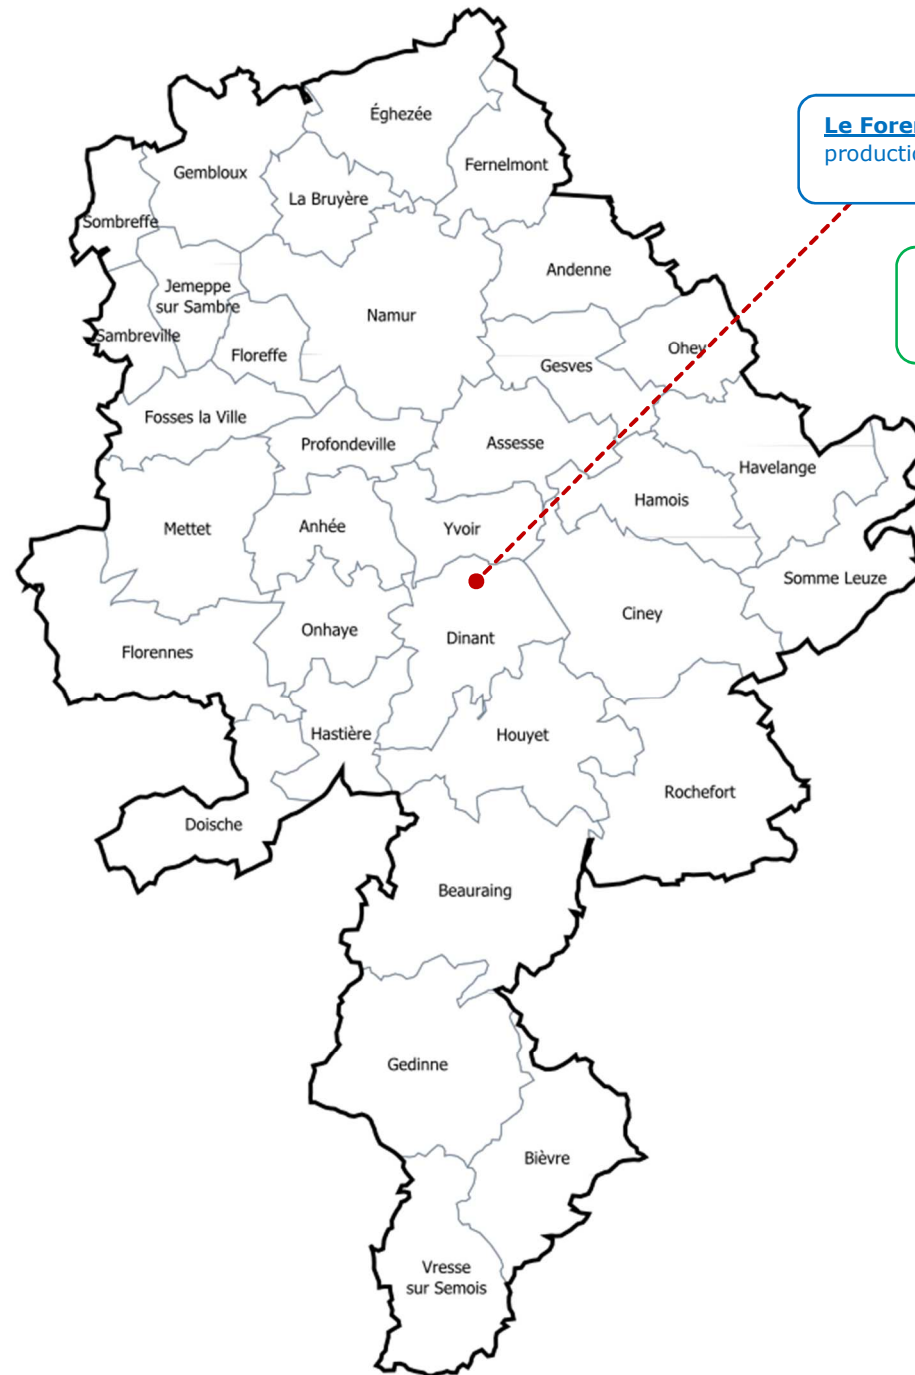 Éghezée
Le Forem
productio
Fernelmont
Gembloux
La Bruyère
Sombreffe
Andenne
Jemeppe
sur Sambre
Namur
Sambreville
Ohey
Floreffe
Gesves
Fosses la Ville
Profondeville
Assesse
Havelange
Hamois
Mettet
Anhée
Yvoir
Somme Leuze
Ciney
Onhaye
Dinant
Florennes
Hastière
Houyet
Rochefort
Doische
Beauraing
Gedinne
Bièvre
Vresse
sur Semois